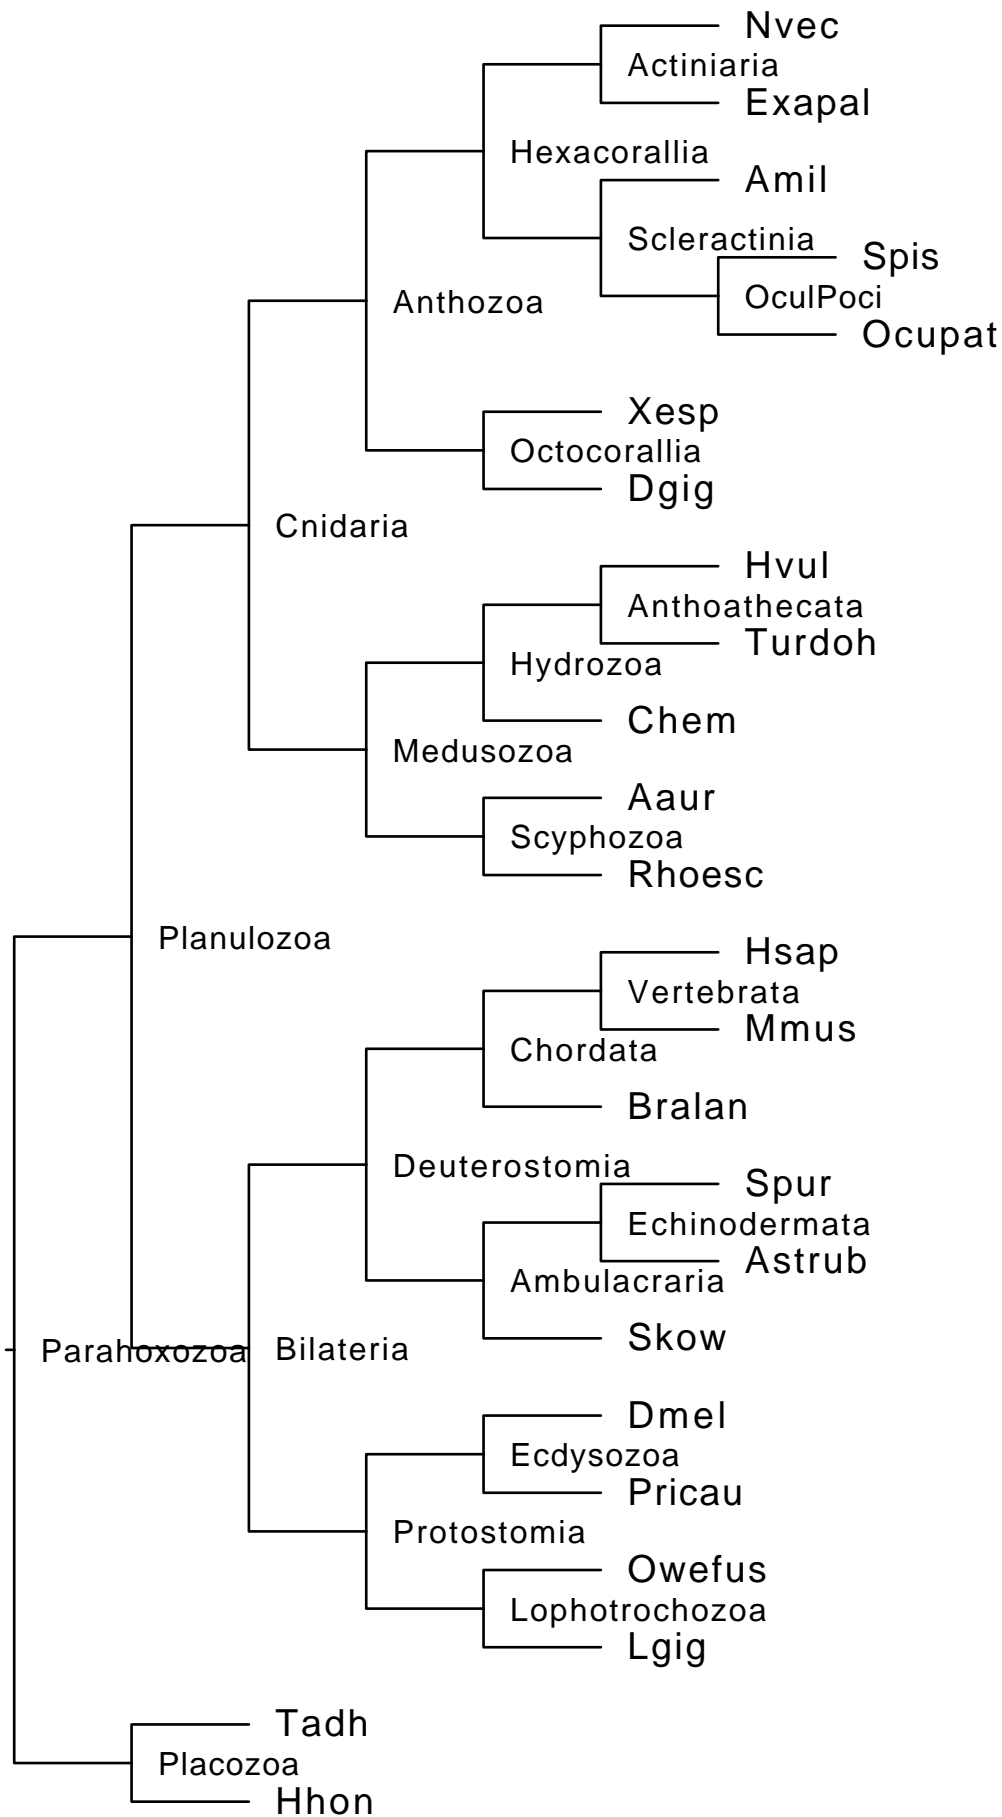 Nvec
Actiniaria
Exapal
Hexacorallia
Amil
Scleractinia
Spis
OculPoci
Anthozoa
Ocupat
Xesp
Octocorallia
Dgig
Cnidaria
Hvul
Anthoathecata
Turdoh
Hydrozoa
Chem
Medusozoa
Aaur
Scyphozoa
Rhoesc
Planulozoa
Hsap
Vertebrata
Mmus
Chordata
Bralan
Deuterostomia
Spur
Echinodermata
Astrub
Ambulacraria
Skow
Parahoxozoa
Bilateria
Dmel
Ecdysozoa
Pricau
Protostomia
Owefus
Lophotrochozoa
Lgig
Tadh
Placozoa
Hhon